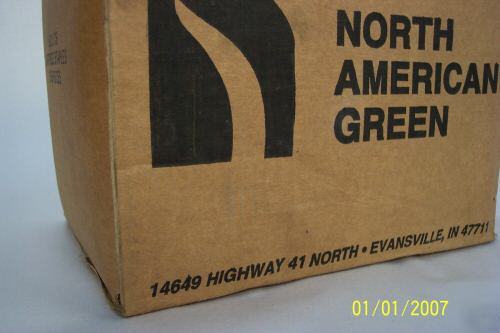 NORTH
AMERICAN
GREEN
14649 HIGHWAY 41 NORTH • EVANSVILLE, IN 47711
01/01/2007